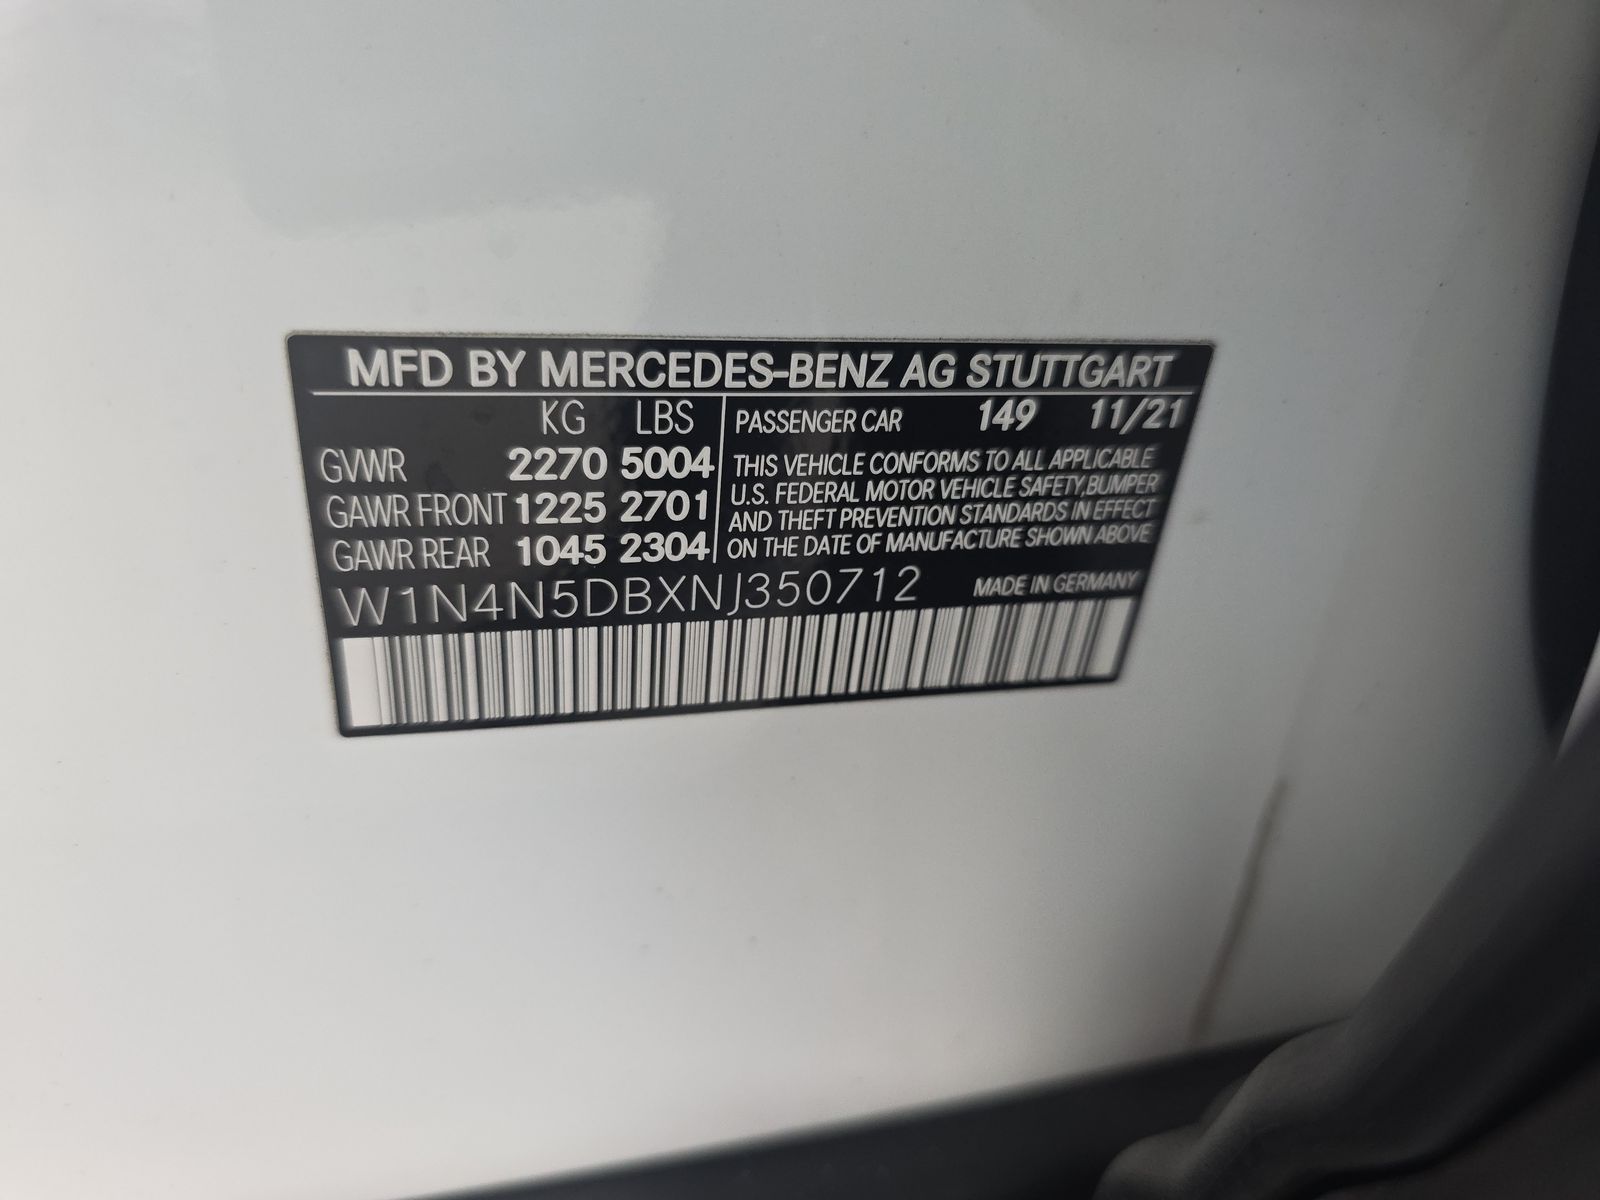 MFD BY MERCEDES-BENZ AG STUTTGART
KG LBS
GVWR 2270 5004
GAWR FRONT 1225 2701
GAWR REAR 1045 2304
PASSENGER CAR 149 11/21
THIS VEHICLE CONFORMS TO ALL APPLICABLE
U.S. FEDERAL MOTOR VEHICLE SAFETY,BUMPER
AND THEFT PREVENTION STANDARDS IN EFFECT
ON THE DATE OF MANUFACTURE SHOWN ABOVE
W1N4N5DBXNJ350712 MADE IN GERMANY